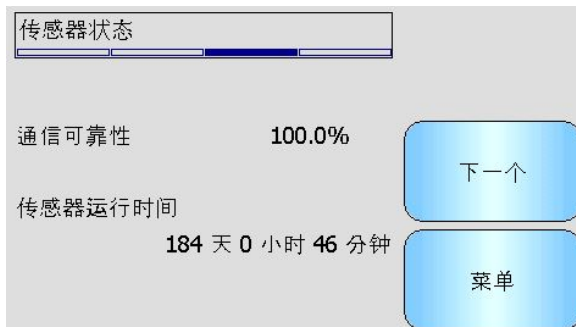 传感器状态
通信可靠性 100.0%
下一个
传感器运行时间
184 天 0 小时 46 分钟
菜单